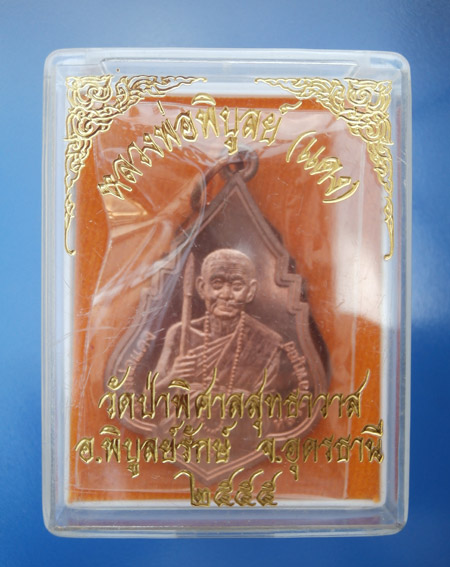 หลวงพ่อพิบูลย์ (แดง)
วัดป่าพิศาลสุทธาวาส
อ.พิบูลย์รักษ์ จ.อุดรธานี
๒๕๕๕